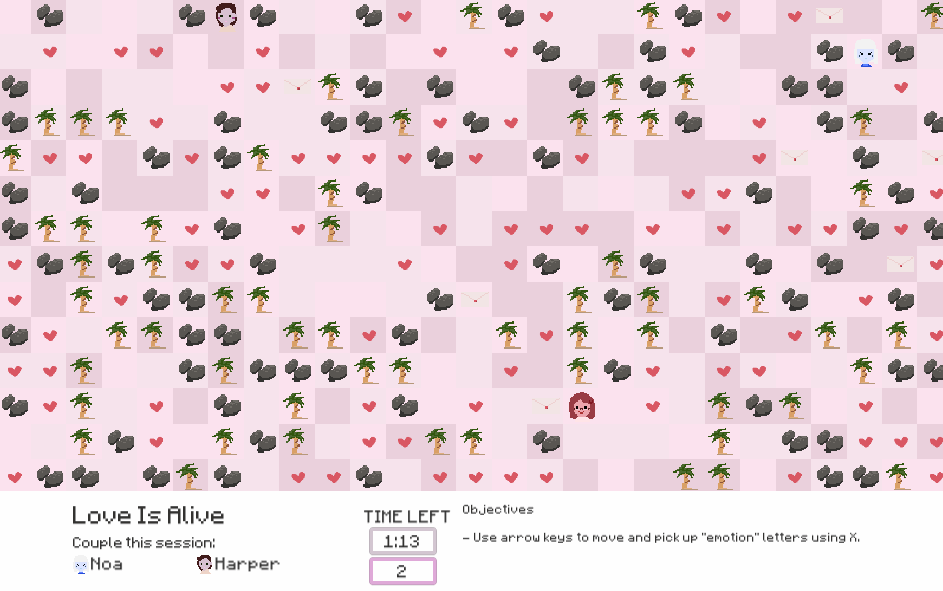 Love Is Alive
Couple this session:
Noa
Harper
TIME LEFT
1:13
2
Objectives
- Use arrow keys to move and pick up "emotion" letters using X.